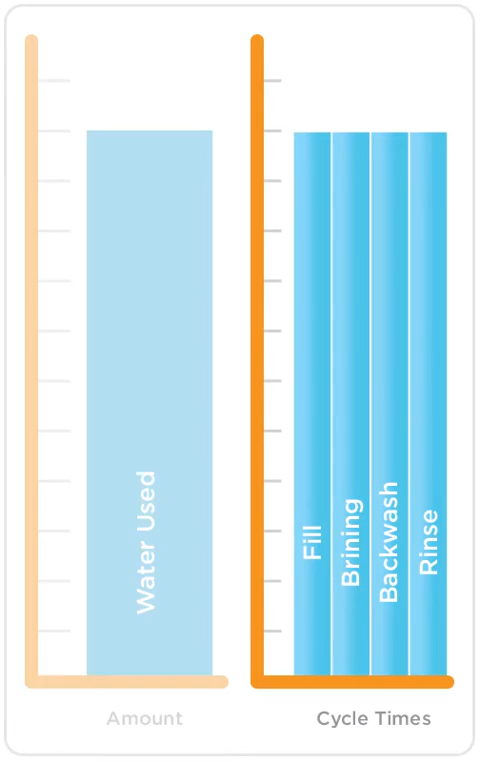 Water Used
Fill
Brining
Backwash
Rinse
Amount
Cycle Times